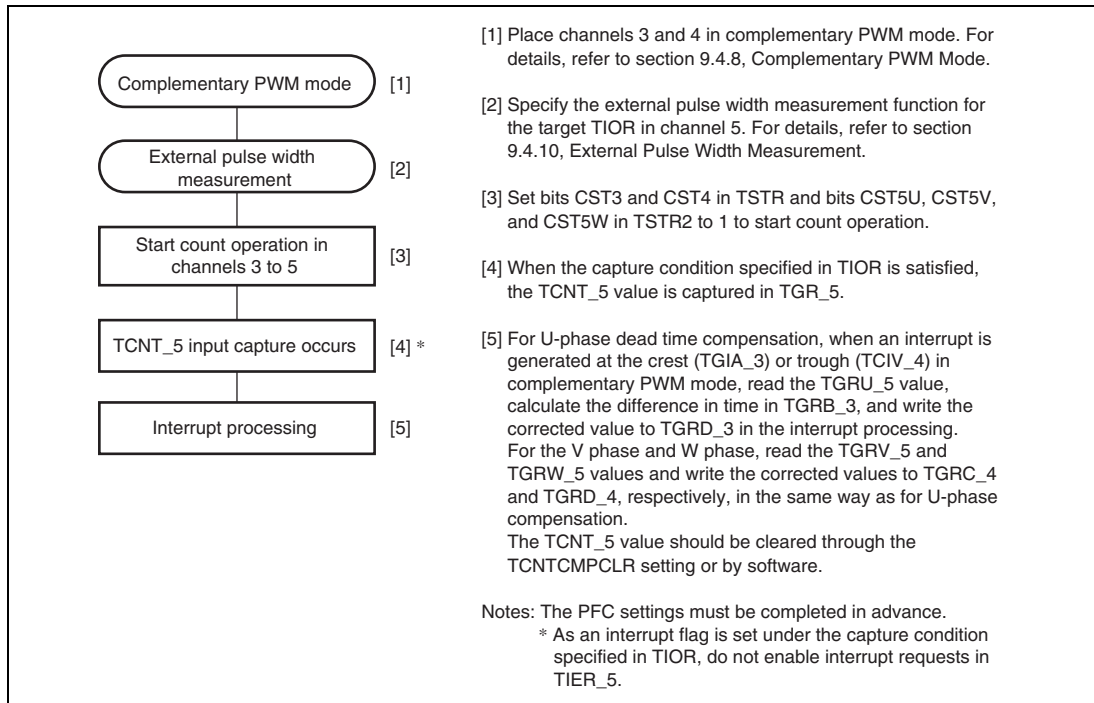 Complementary PWM mode [1]
External pulse width
measurement [2]
Start count operation in
channels 3 to 5 [3]
TCNT_5 input capture occurs [4] *
Interrupt processing [5]
[1] Place channels 3 and 4 in complementary PWM mode. For
details, refer to section 9.4.8, Complementary PWM Mode.
[2] Specify the external pulse width measurement function for
the target TIOR in channel 5. For details, refer to section
9.4.10, External Pulse Width Measurement.
[3] Set bits CST3 and CST4 in TSTR and bits CST5U, CST5V,
and CST5W in TSTR2 to 1 to start count operation.
[4] When the capture condition specified in TIOR is satisfied,
the TCNT_5 value is captured in TGR_5.
[5] For U-phase dead time compensation, when an interrupt is
generated at the crest (TGIA_3) or trough (TCIV_4) in
complementary PWM mode, read the TGRU_5 value,
calculate the difference in time in TGRB_3, and write the
corrected value to TGRD_3 in the interrupt processing.
For the V phase and W phase, read the TGRV_5 and
TGRW_5 values and write the corrected values to TGRC_4
and TGRD_4, respectively, in the same way as for U-phase
compensation.
The TCNT_5 value should be cleared through the
TCNTCMPCLR setting or by software.
Notes: The PFC settings must be completed in advance.
* As an interrupt flag is set under the capture condition
specified in TIOR, do not enable interrupt requests in
TIER_5.